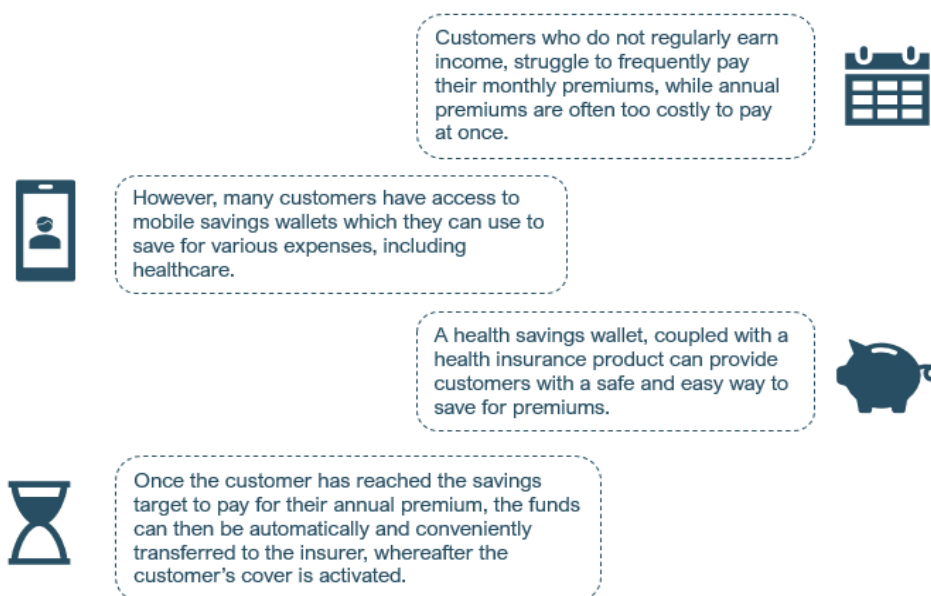 Customers who do not regularly earn
income, struggle to frequently pay
their monthly premiums, while annual
premiums are often too costly to pay
at once.
However, many customers have access to
mobile savings wallets which they can use to
save for various expenses, including
healthcare.
A health savings wallet, coupled with a
health insurance product can provide
customers with a safe and easy way to
save for premiums.
Once the customer has reached the savings
target to pay for their annual premium, the funds
can then be automatically and conveniently
transferred to the insurer, whereafter the
customer's cover is activated.